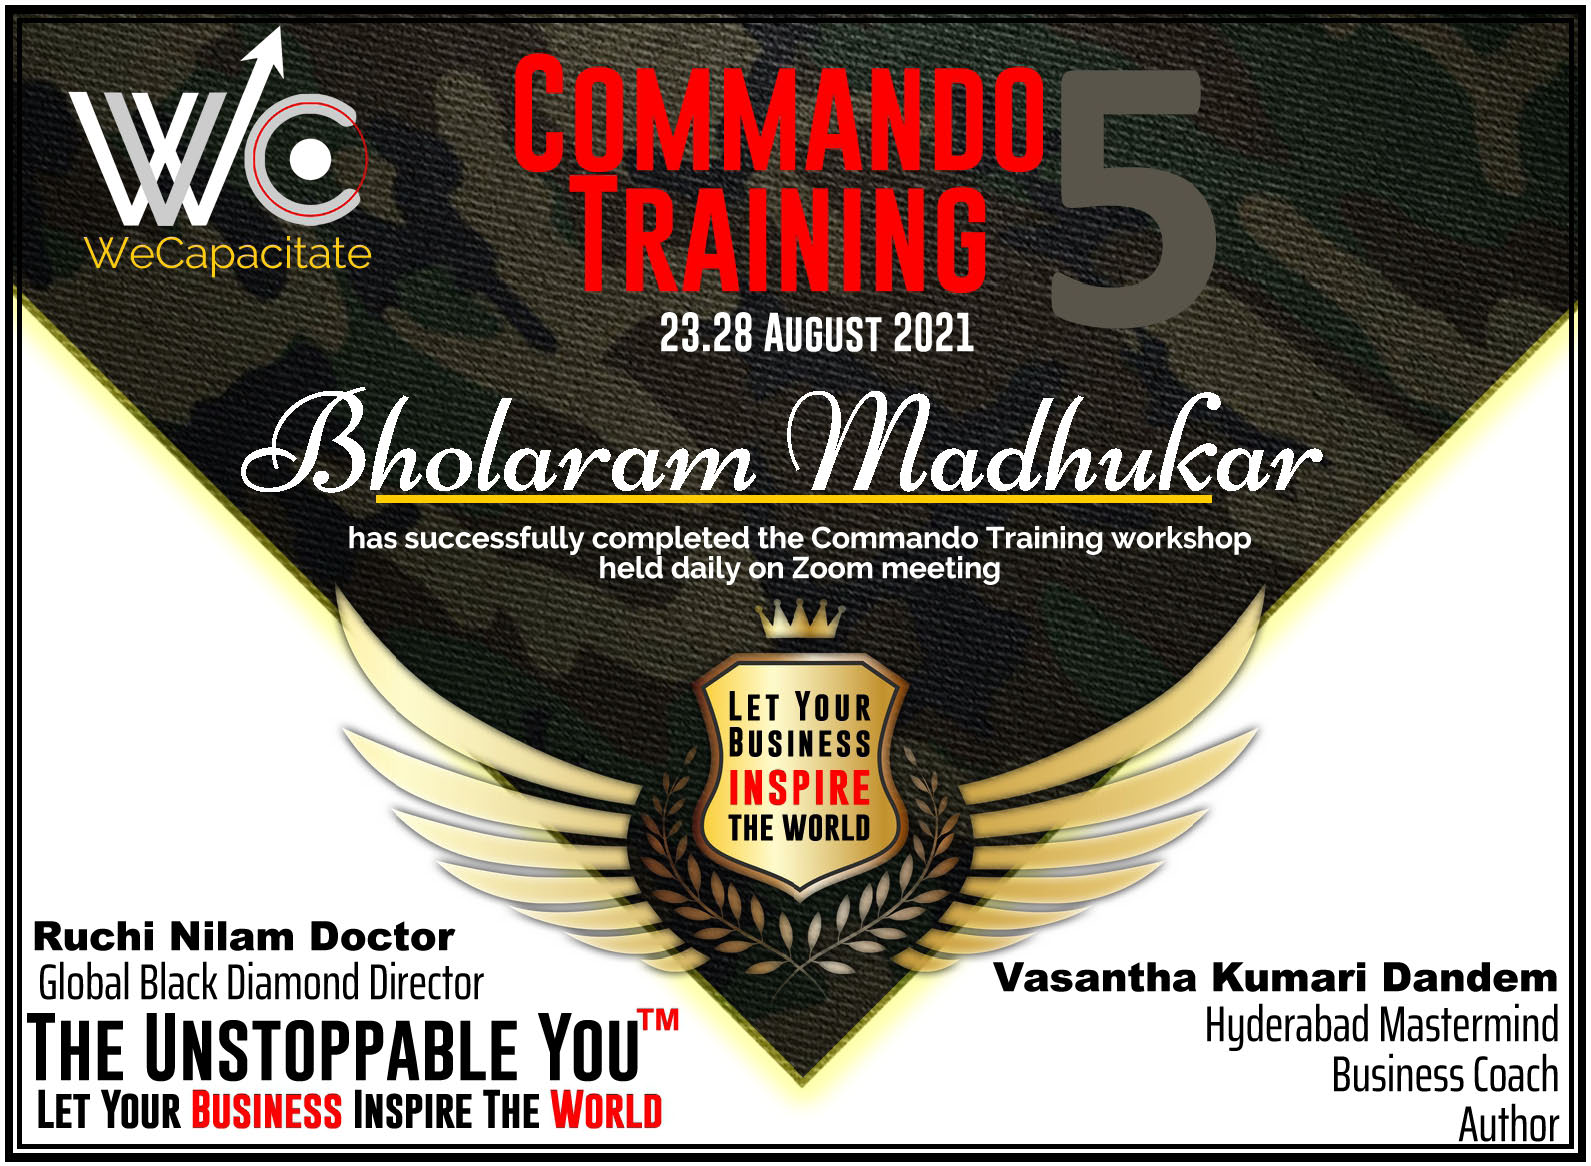 WC
WeCapacitate
COMMANDO
TRAINING
5
23.28 AUGUST 2021
Bholaram Madhukar
has successfully completed the Commando Training workshop
held daily on Zoom meeting
LET YOUR
BUSINESS
INSPIRE
THE WORLD
Ruchi Nilam Doctor
Global Black Diamond Director
THE UNSTOPPABLE YOU™
LET YOUR BUSINESS INSPIRE THE WORLD
Vasantha Kumari Dandem
Hyderabad Mastermind
Business Coach
Author